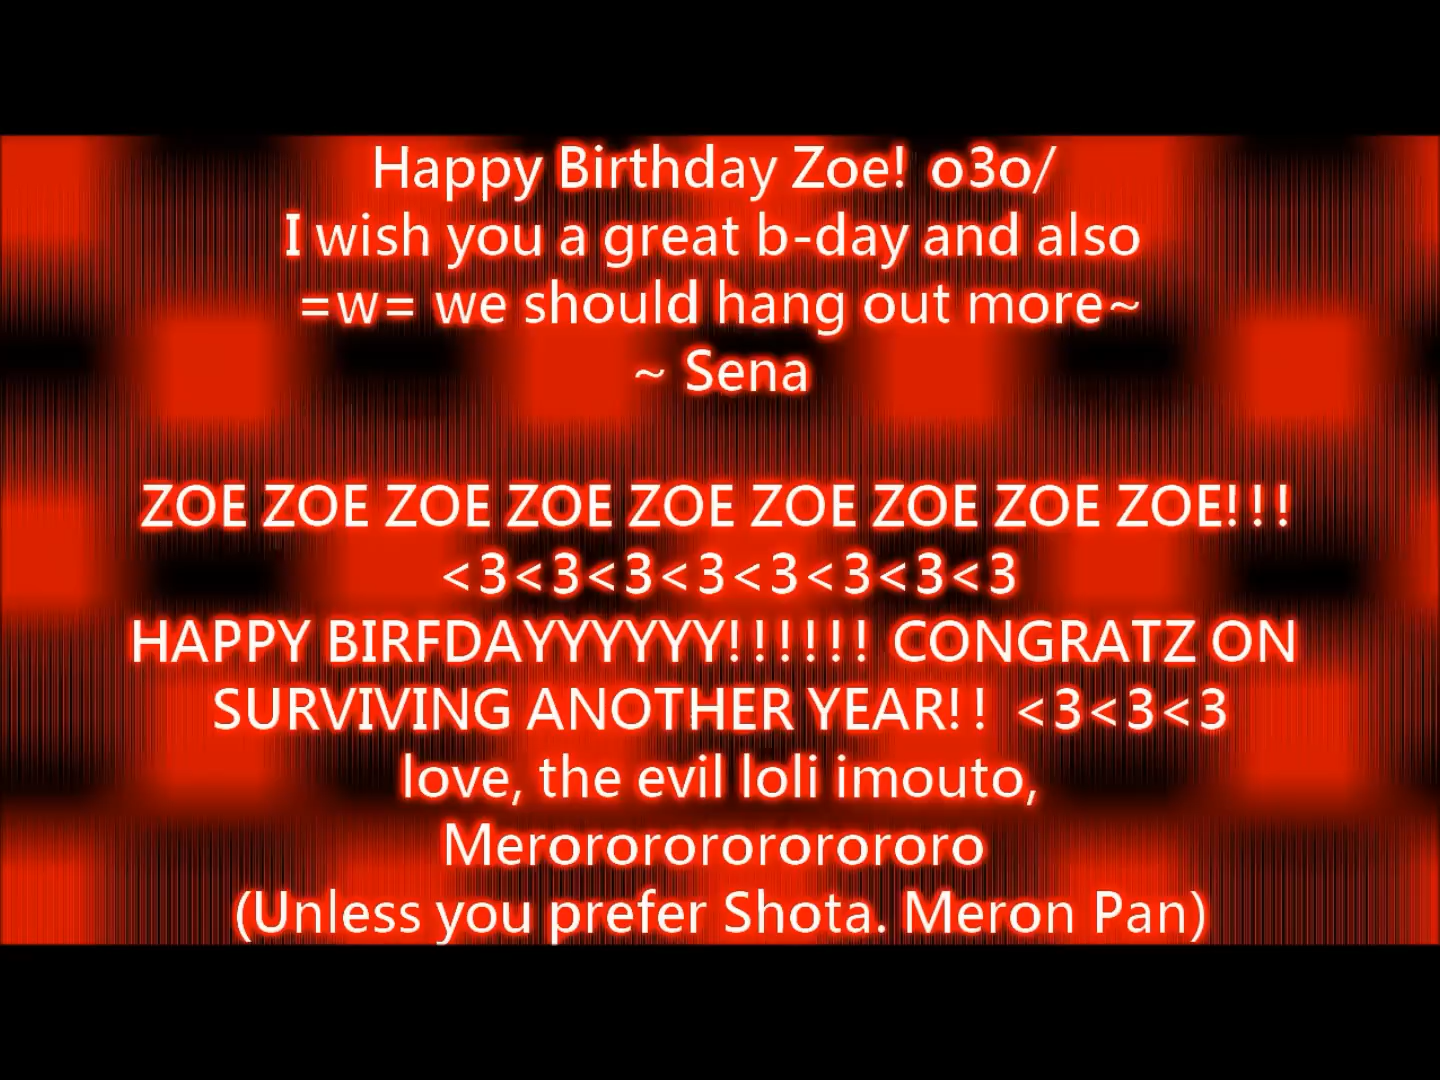 Happy Birthday Zoe! o3o/
I wish you a great b-day and also
=w= we should hang out more~
~ Sena
ZOE ZOE ZOE ZOE ZOE ZOE ZOE ZOE ZOE!!!
<3<3<3<3<3<3<3<3
HAPPY BIRFDAYYYYYY!!!!!! CONGRATZ ON
SURVIVING ANOTHER YEAR!! <3<3<3
love, the evil loli imouto,
Merorororororororo
(Unless you prefer Shota. Meron Pan)